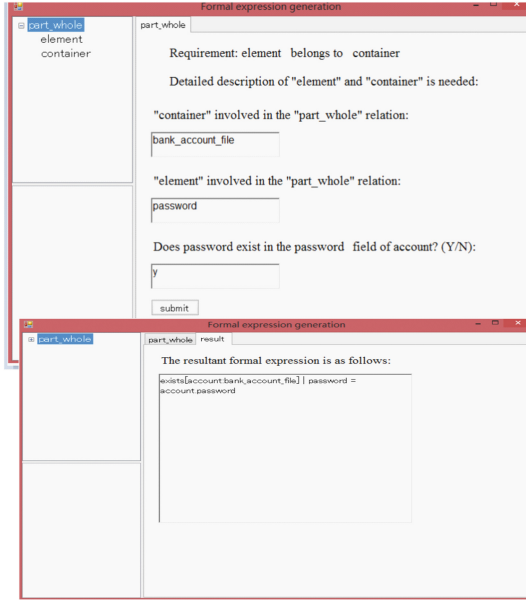 Formal expression generation
part_whole
element
container
part_whole
Requirement: element belongs to container
Detailed description of "element" and "container" is needed:
"container" involved in the "part_whole" relation:
bank_account_file
"element" involved in the "part_whole" relation:
password
Does password exist in the password field of account? (Y/N):
y
submit
Formal expression generation
part_whole
part_whole result
The resultant formal expression is as follows:
exists[account:bank_account_file] | password =
account.password